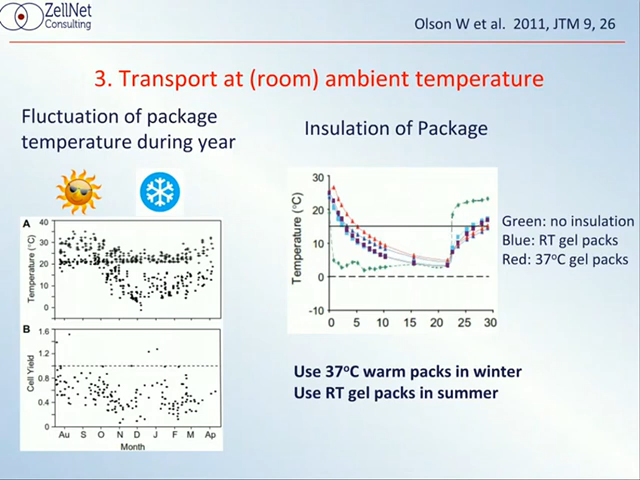 ZellNet
Consulting
Olson W et al. 2011, JTM 9, 26
3. Transport at (room) ambient temperature
Fluctuation of package
temperature during year
Insulation of Package
A
Temperature (°C)
40
30
20
10
0
B
Cell Yield
1.6
1.2
0.8
0.4
0
Au S O N D J F M Ap
Month
Temperature (°C)
30
20
10
0
-10
0 5 10 15 20 25 30
Green: no insulation
Blue: RT gel packs
Red: 37°C gel packs
Use 37°C warm packs in winter
Use RT gel packs in summer